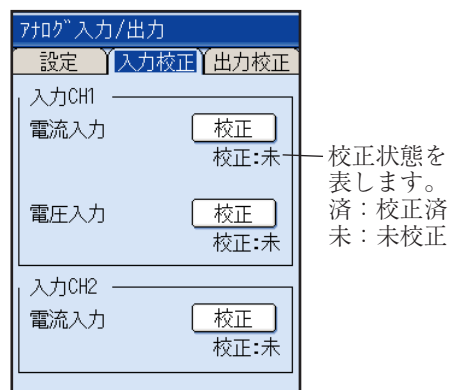 アナログ入力/出力
設定 入力校正 出力校正
入力CH1
電流入力 校正
校正:未
電圧入力 校正
校正:未
入力CH2
電流入力 校正
校正:未
校正状態を
表します。
済：校正済
未：未校正